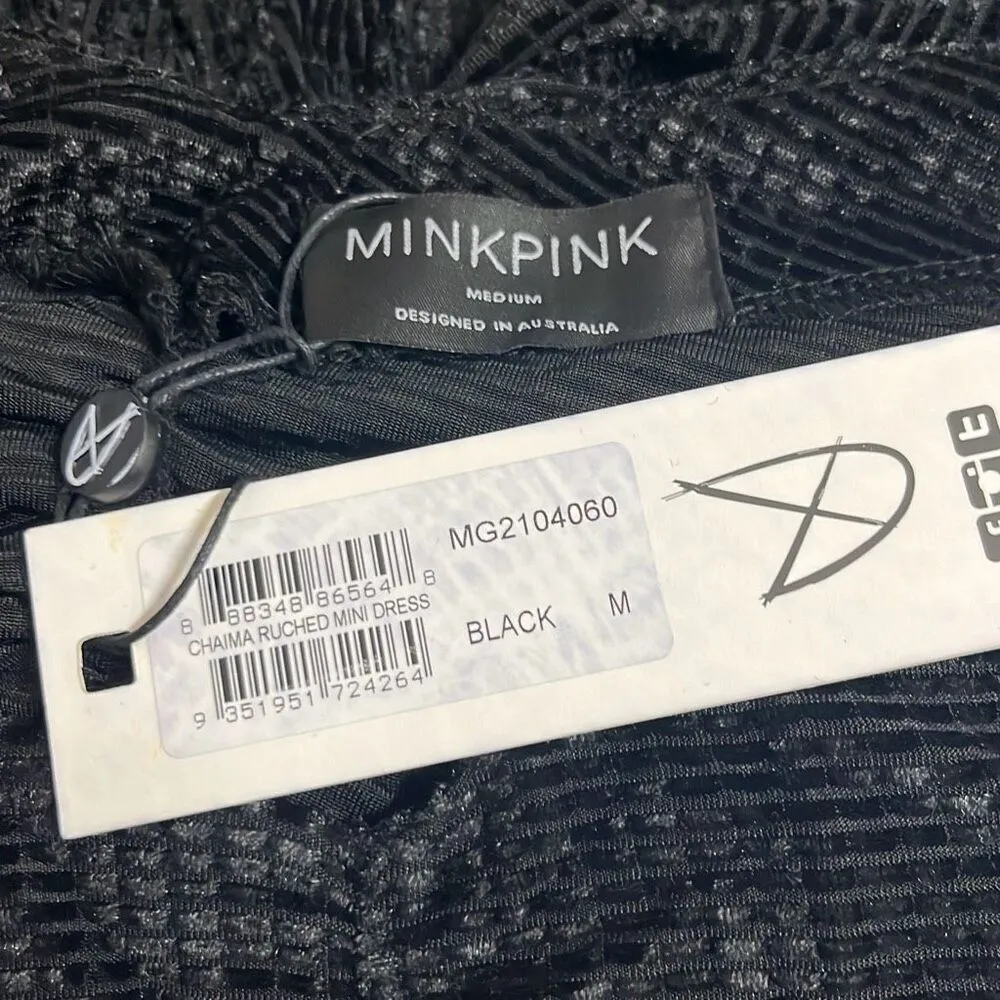 MINKPINK
MEDIUM
DESIGNED IN AUSTRALIA
MG2104060
8 88348 86564 8
CHAIMA RUCHED MINI DRESS
BLACK M
9 351951 724264